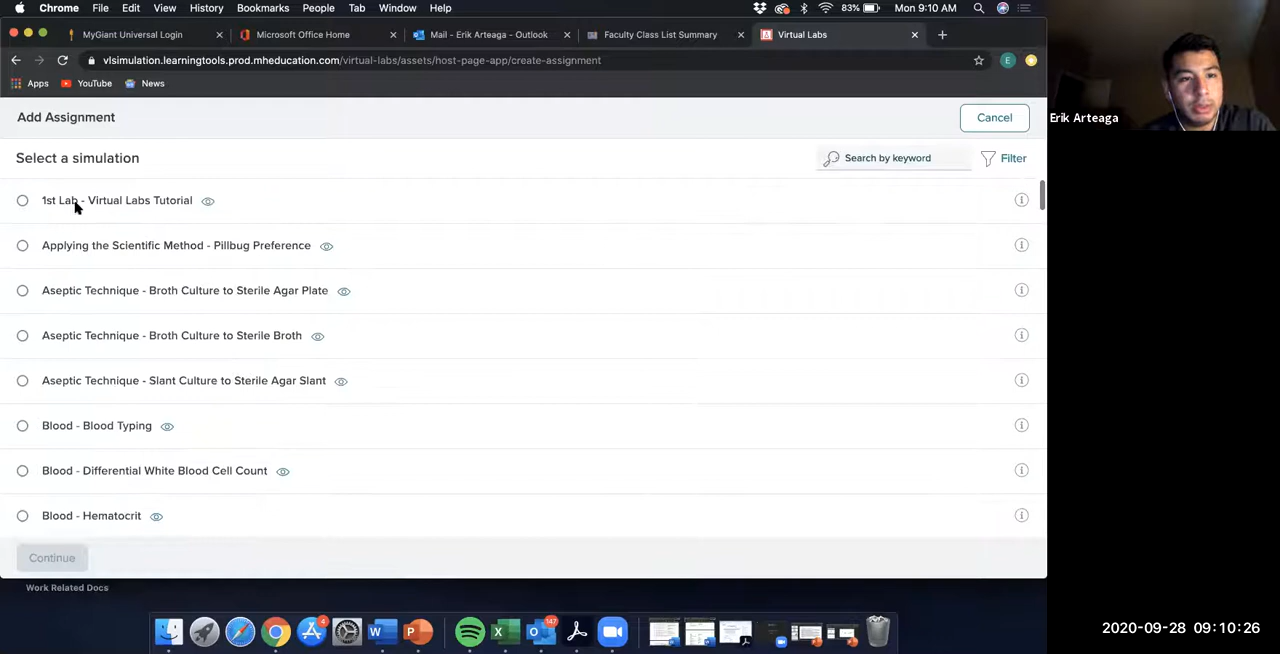 Chrome File Edit View History Bookmarks People Tab Window Help 83% Mon 9:10 AM
MyGiant Universal Login Microsoft Office Home Mail - Erik Arteaga - Outlook Faculty Class List Summary Virtual Labs
vlsimulation.learningtools.prod.mheducation.com/virtual-labs/assets/host-page-app/create-assignment E
Apps YouTube News
Add Assignment Cancel
Erik Arteaga
Select a simulation Search by keyword Filter
1st Lab - Virtual Labs Tutorial
Applying the Scientific Method - Pillbug Preference
Aseptic Technique - Broth Culture to Sterile Agar Plate
Aseptic Technique - Broth Culture to Sterile Broth
Aseptic Technique - Slant Culture to Sterile Agar Slant
Blood - Blood Typing
Blood - Differential White Blood Cell Count
Blood - Hematocrit
Continue
Work Related Docs
4 W P X O 147
2020-09-28 09:10:26